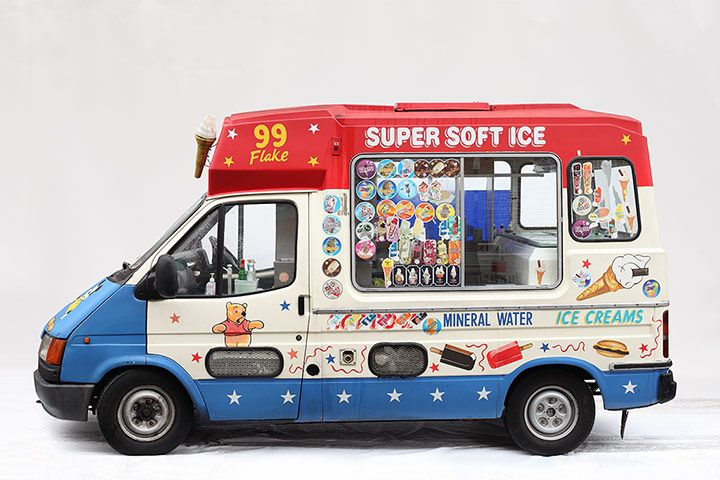 99
Flake
SUPER SOFT ICE
MINERAL WATER
ICE CREAMS